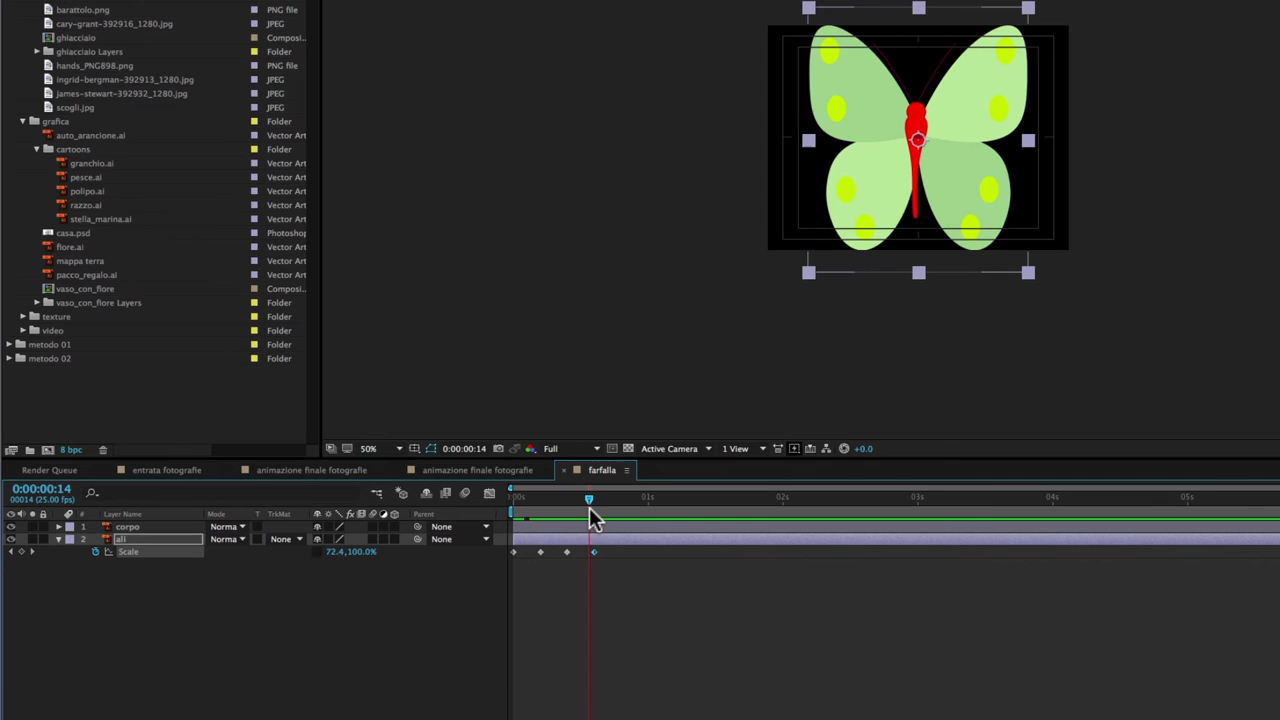 barattolo.png PNG file
cary-grant-392916_1280.jpg JPEG
ghiacciaio Composi...
ghiacciaio Layers Folder
hands_PNG898.png PNG file
ingrid-bergman-392913_1280.jpg JPEG
james-stewart-392932_1280.jpg JPEG
scogli.jpg JPEG
grafica Folder
auto_arancione.ai Vector Art
cartoons Folder
granchio.ai Vector Art
pesce.ai Vector Art
polipo.ai Vector Art
razzo.ai Vector Art
stella_marina.ai Vector Art
casa.psd Photoshop
fiore.ai Vector Art
mappa terra Vector Art
pacco_regalo.ai Vector Art
vaso_con_fiore Composi...
vaso_con_fiore Layers Folder
texture Folder
video Folder
metodo 01 Folder
metodo 02 Folder
8 bpc 50% 0:00:00:14 Full Active Camera 1 View +0.0
Render Queue entrata fotografie animazione finale fotografie animazione finale fotografie × farfalla
0:00:00:14
00014 (25.00 fps)
:00s 01s 02s 03s 04s 05s
# Layer Name Mode T TrkMat Parent
1 corpo Norma None
2 ali Norma None None
Scale 72.4,100.0%